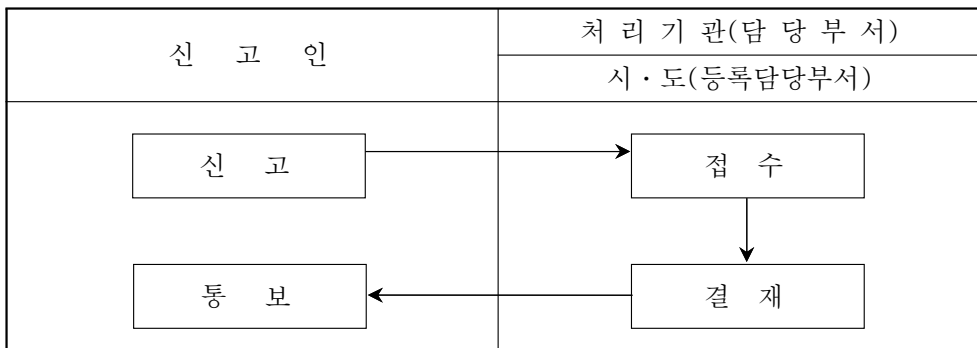 신 고 인
처 리 기 관(담 당 부 서)
시·도(등록담당부서)
신 고
접 수
통 보
결 재